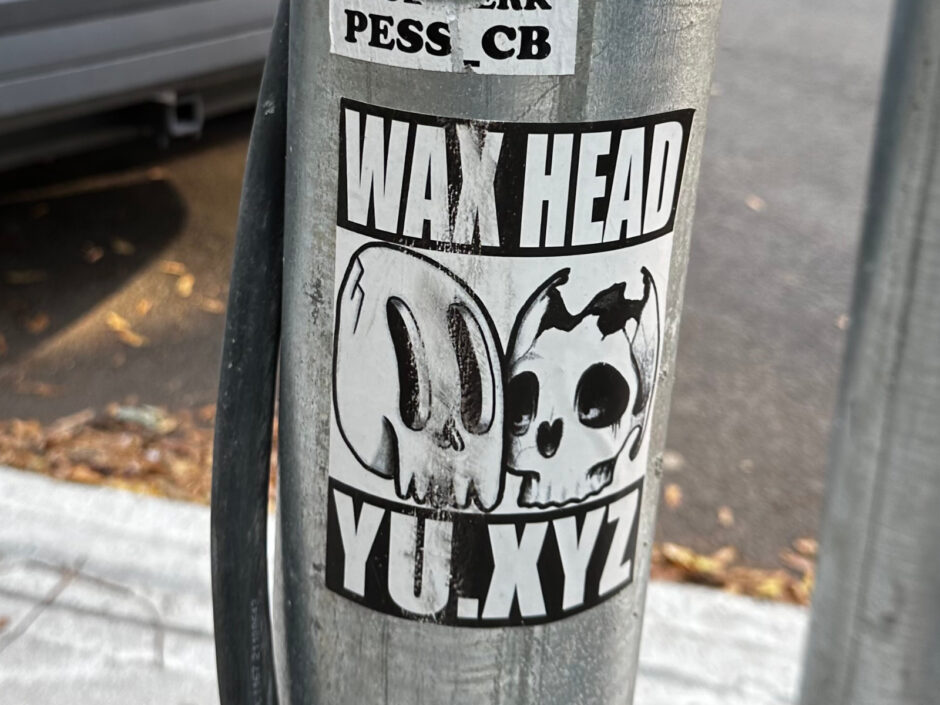 PESS_CB
WAX HEAD
YU.XYZ